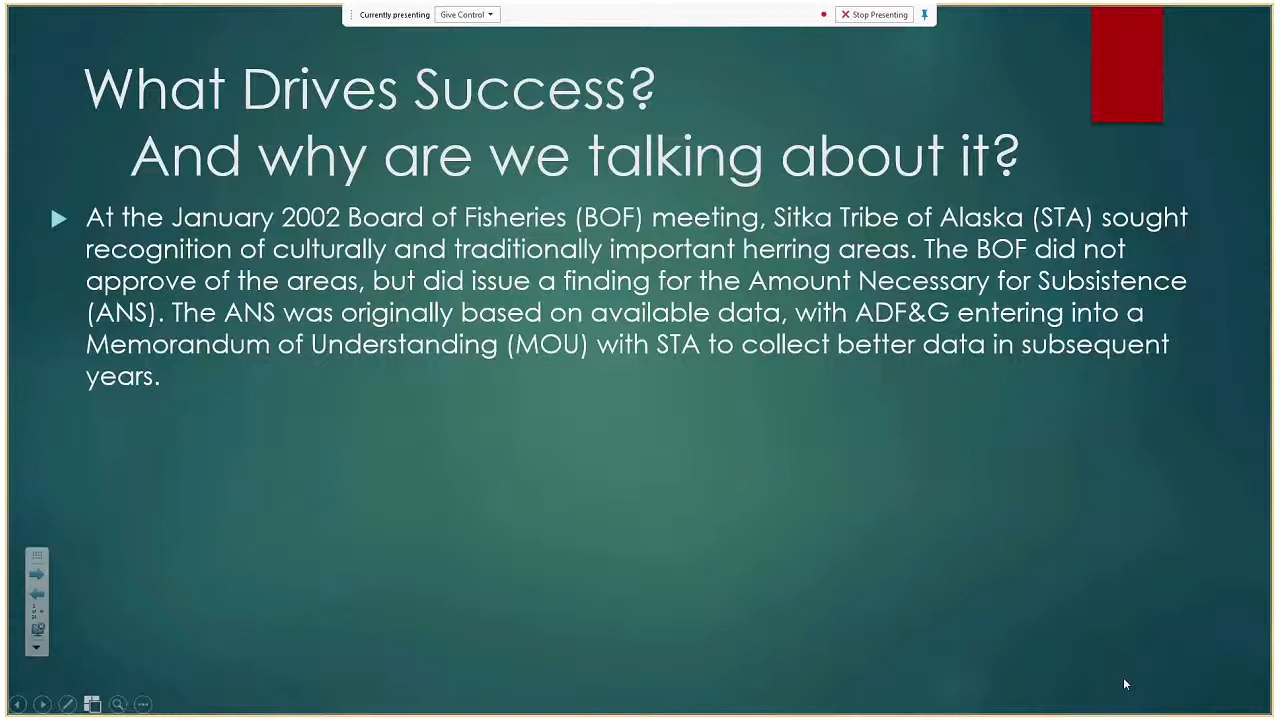 Currently presenting Give Control Stop Presenting
What Drives Success?
And why are we talking about it?
At the January 2002 Board of Fisheries (BOF) meeting, Sitka Tribe of Alaska (STA) sought
recognition of culturally and traditionally important herring areas. The BOF did not
approve of the areas, but did issue a finding for the Amount Necessary for Subsistence
(ANS). The ANS was originally based on available data, with ADF&G entering into a
Memorandum of Understanding (MOU) with STA to collect better data in subsequent
years.